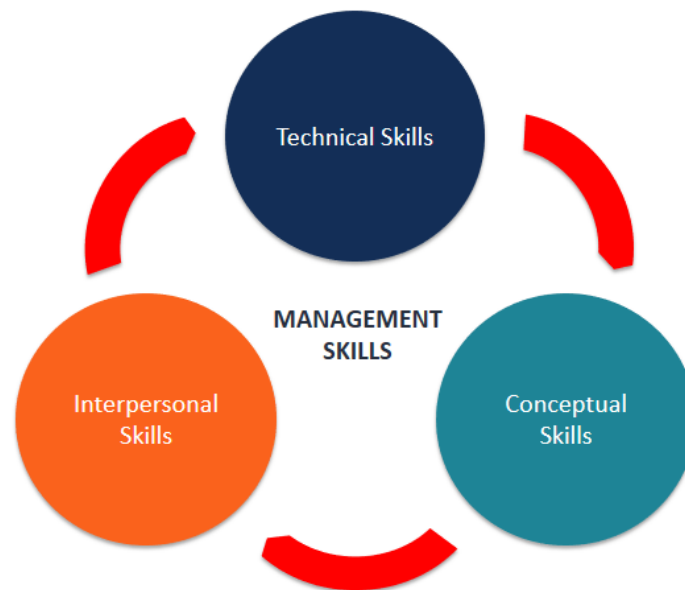 Technical Skills
MANAGEMENT
SKILLS
Interpersonal
Skills
Conceptual
Skills